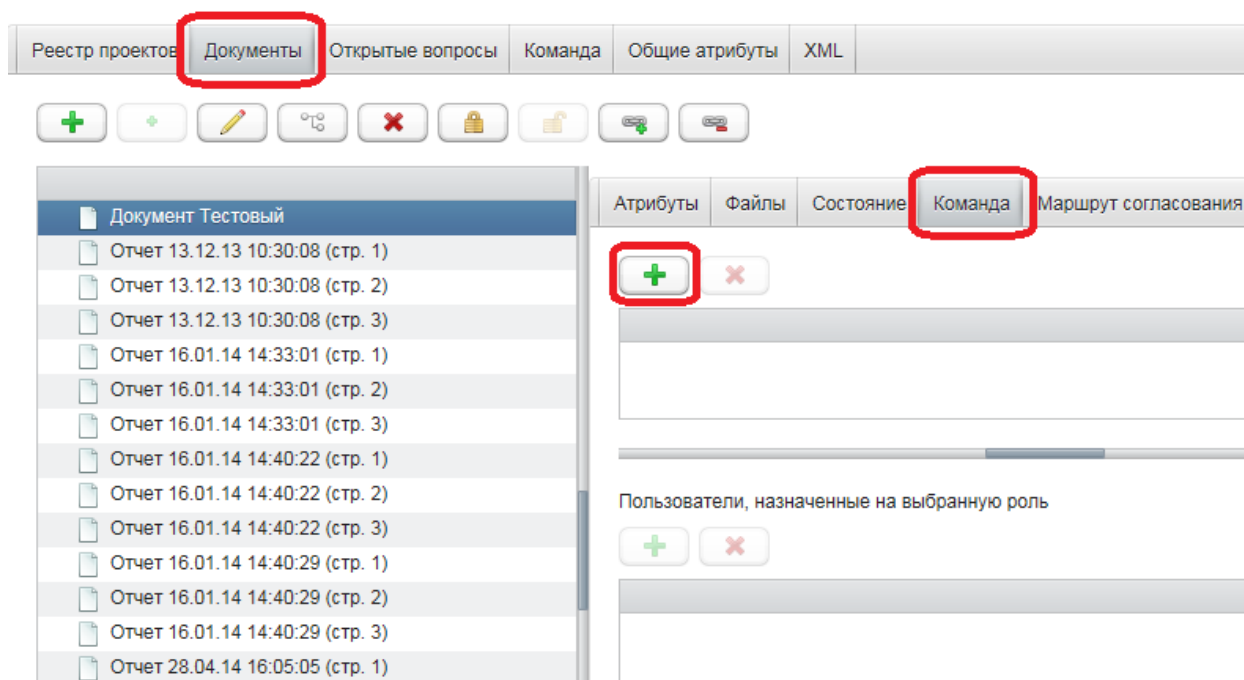 Реестр проектов Документы Открытые вопросы Команда Общие атрибуты XML
Атрибуты Файлы Состояние Команда Маршрут согласования
Документ Тестовый
Отчет 13.12.13 10:30:08 (стр. 1)
Отчет 13.12.13 10:30:08 (стр. 2)
Отчет 13.12.13 10:30:08 (стр. 3)
Отчет 16.01.14 14:33:01 (стр. 1)
Отчет 16.01.14 14:33:01 (стр. 2)
Отчет 16.01.14 14:33:01 (стр. 3)
Отчет 16.01.14 14:40:22 (стр. 1)
Отчет 16.01.14 14:40:22 (стр. 2)
Отчет 16.01.14 14:40:22 (стр. 3)
Отчет 16.01.14 14:40:29 (стр. 1)
Отчет 16.01.14 14:40:29 (стр. 2)
Отчет 16.01.14 14:40:29 (стр. 3)
Отчет 28.04.14 16:05:05 (стр. 1)
Пользователи, назначенные на выбранную роль